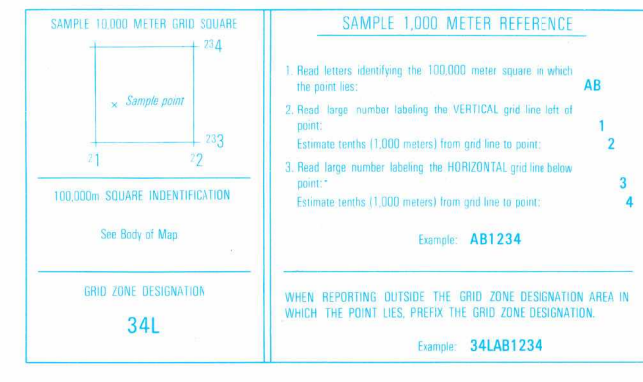 SAMPLE 10,000 METER GRID SQUARE
234
× Sample point
233
21 22
100,000m SQUARE INDENTIFICATION
See Body of Map
GRID ZONE DESIGNATION
34L
SAMPLE 1,000 METER REFERENCE
1. Read letters identifying the 100,000 meter square in which
the point lies: AB
2. Read large number labeling the VERTICAL grid line left of
point: 1
Estimate tenths (1,000 meters) from grid line to point: 2
3. Read large number labeling the HORIZONTAL grid line below
point: 3
Estimate tenths (1,000 meters) from grid line to point: 4
Example: AB1234
WHEN REPORTING OUTSIDE THE GRID ZONE DESIGNATION AREA IN
WHICH THE POINT LIES, PREFIX THE GRID ZONE DESIGNATION.
Example: 34LAB1234